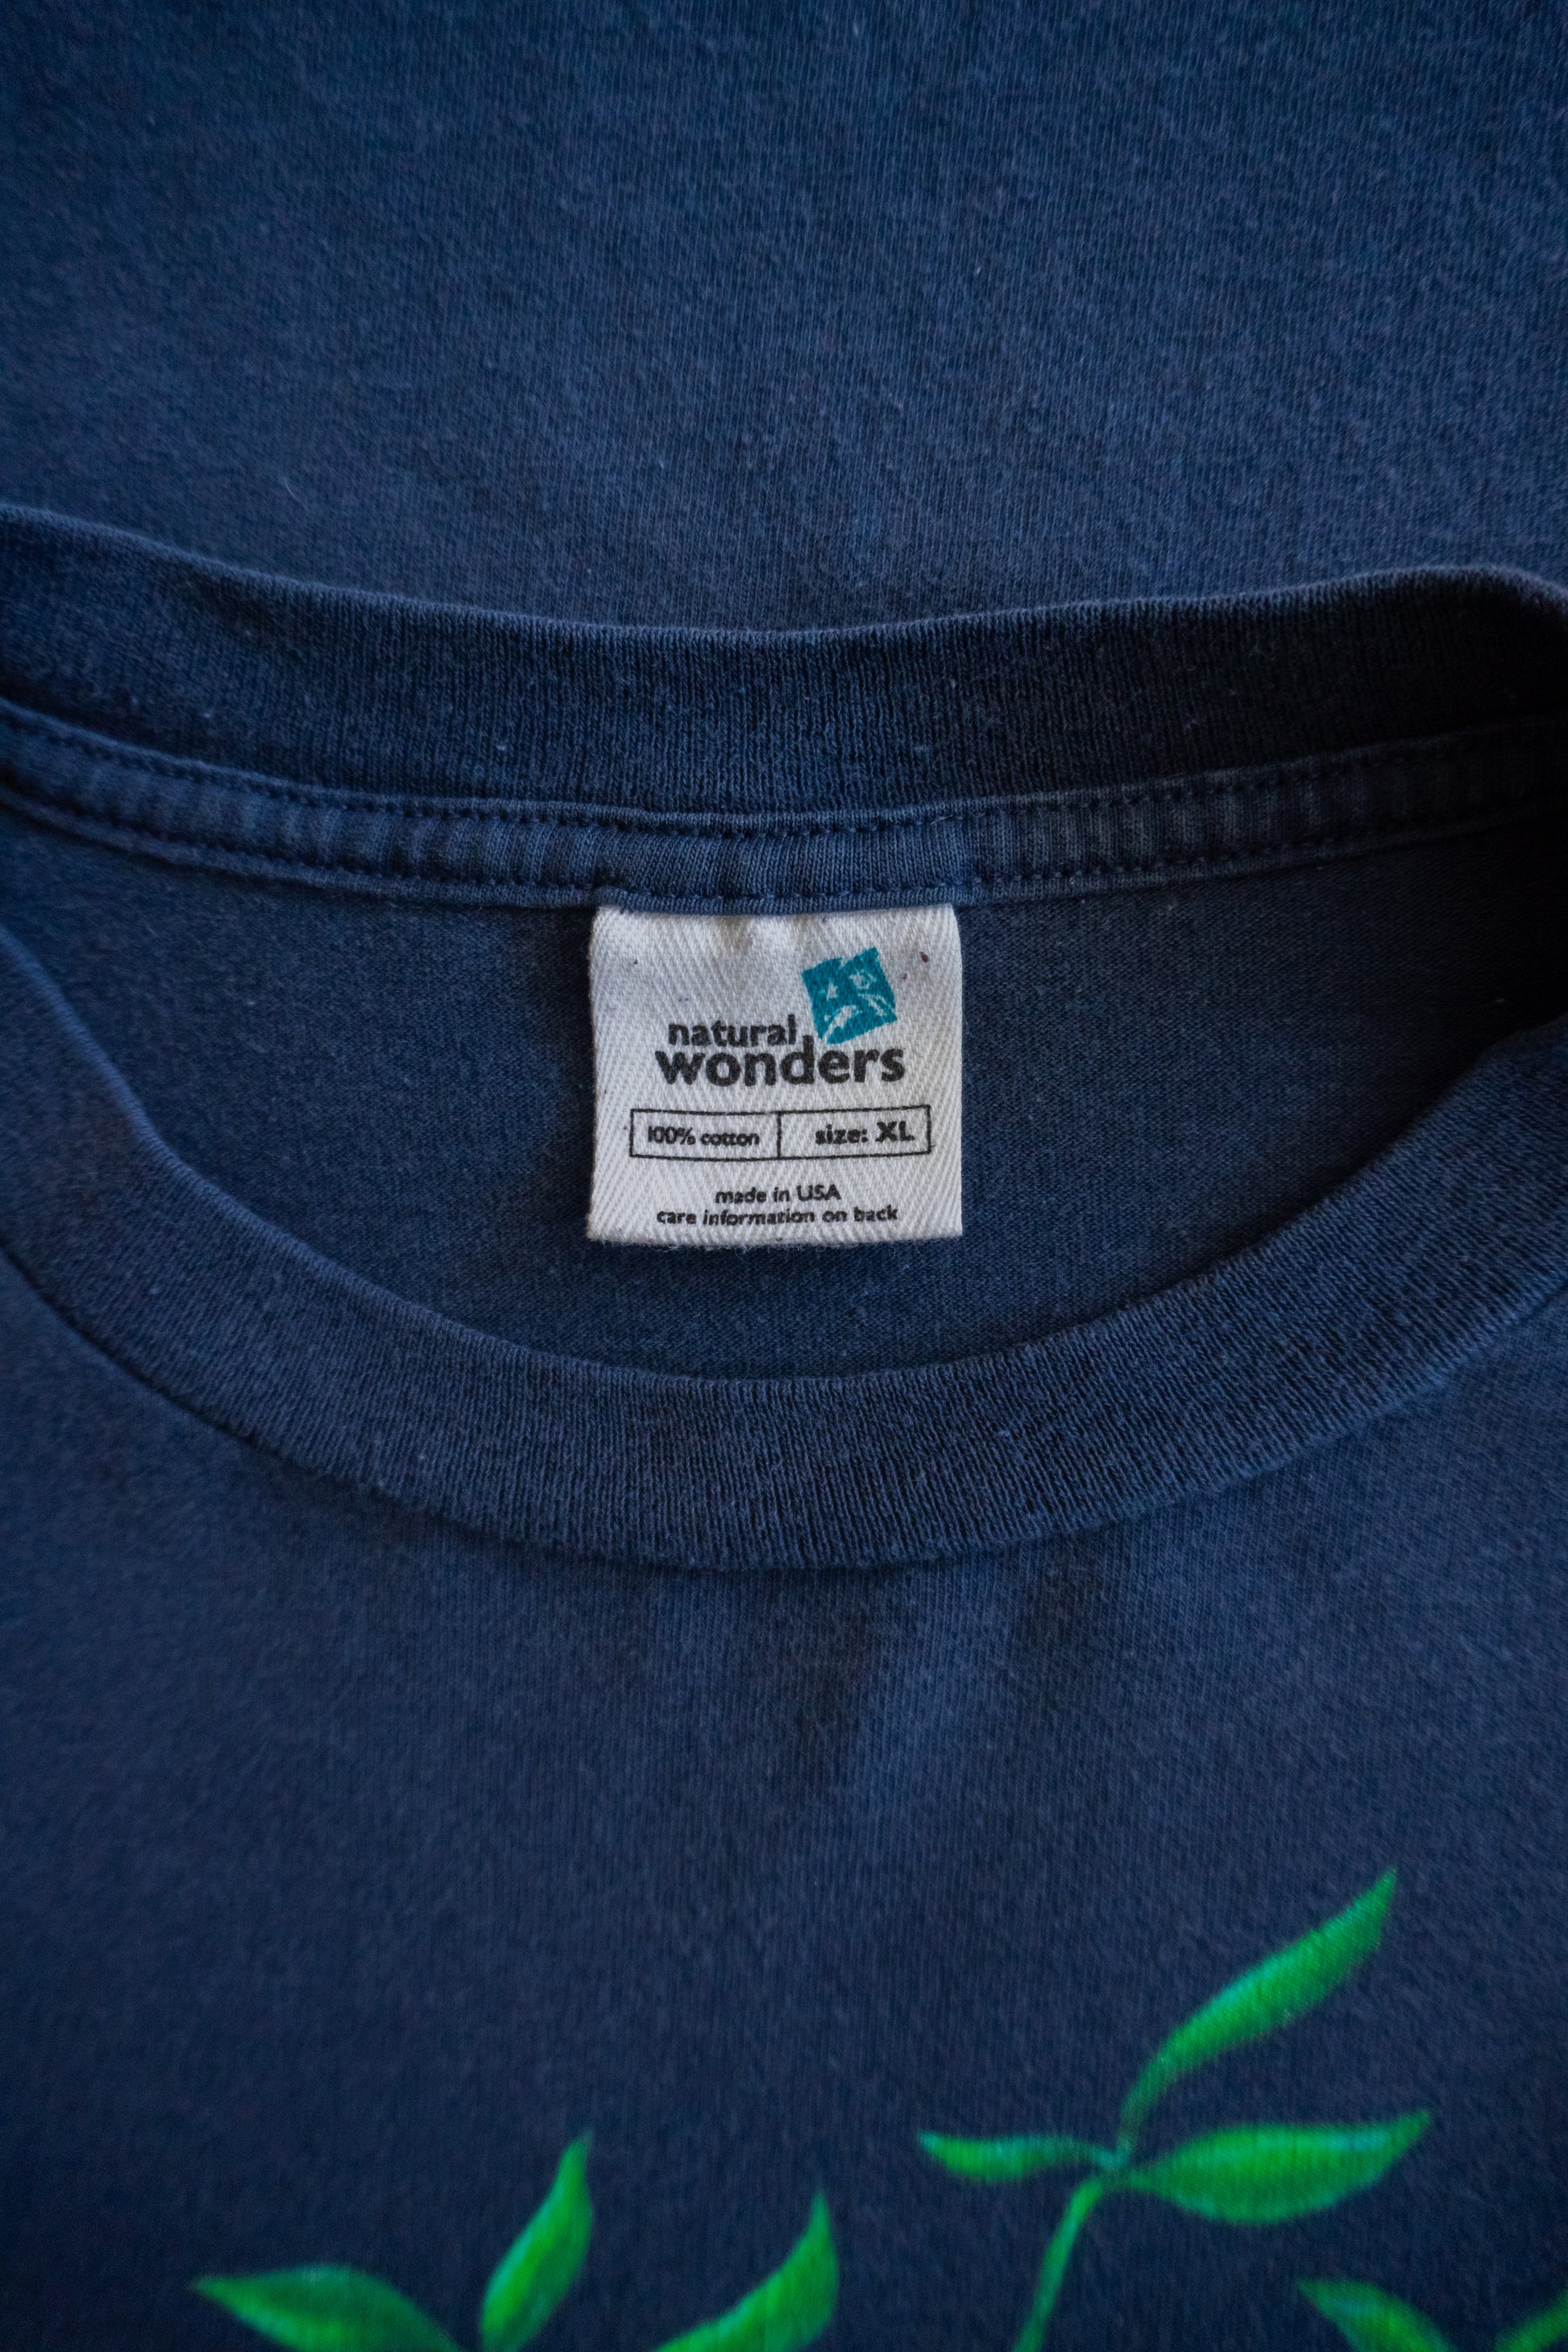 natural
wonders
100% cotton size: XL
made in USA
care information on back